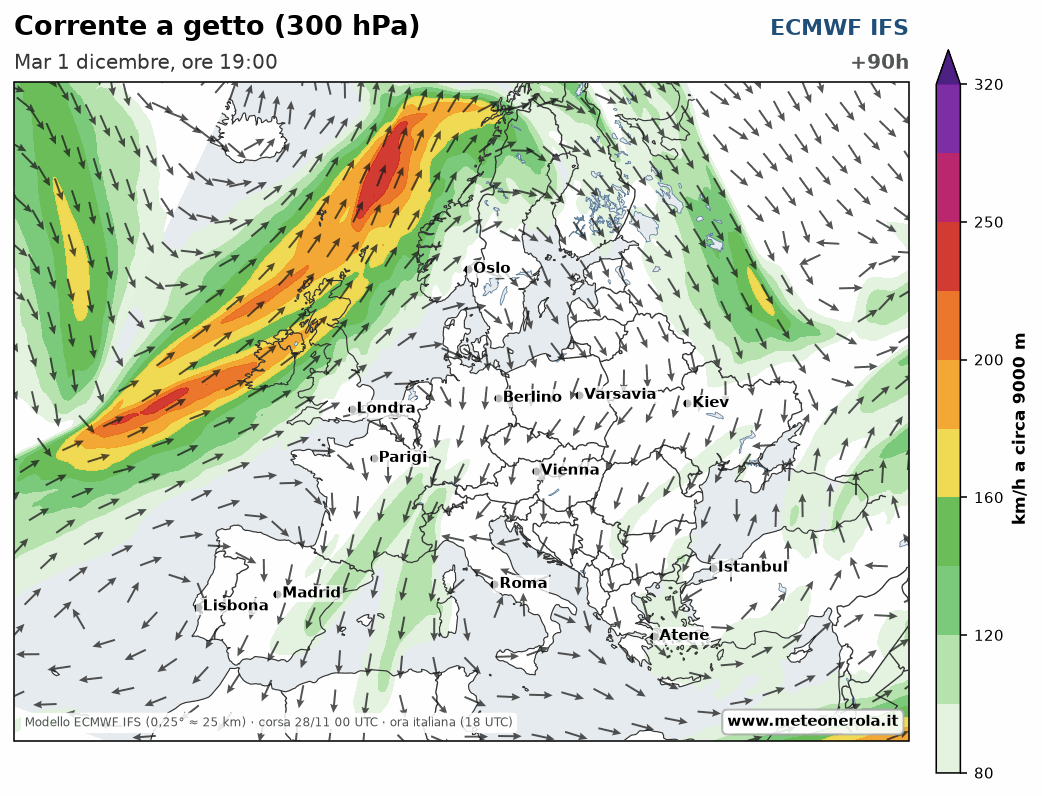 Corrente a getto (300 hPa)
ECMWF IFS
Mar 1 dicembre, ore 19:00
+90h
320
250
200
160
120
80
km/h a circa 9000 m
Oslo
Berlino
Varsavia
Kiev
Londra
Parigi
Vienna
Istanbul
Roma
Madrid
Lisbona
Atene
Modello ECMWF IFS (0,25° ≈ 25 km) · corsa 28/11 00 UTC · ora italiana (18 UTC)
www.meteonerola.it